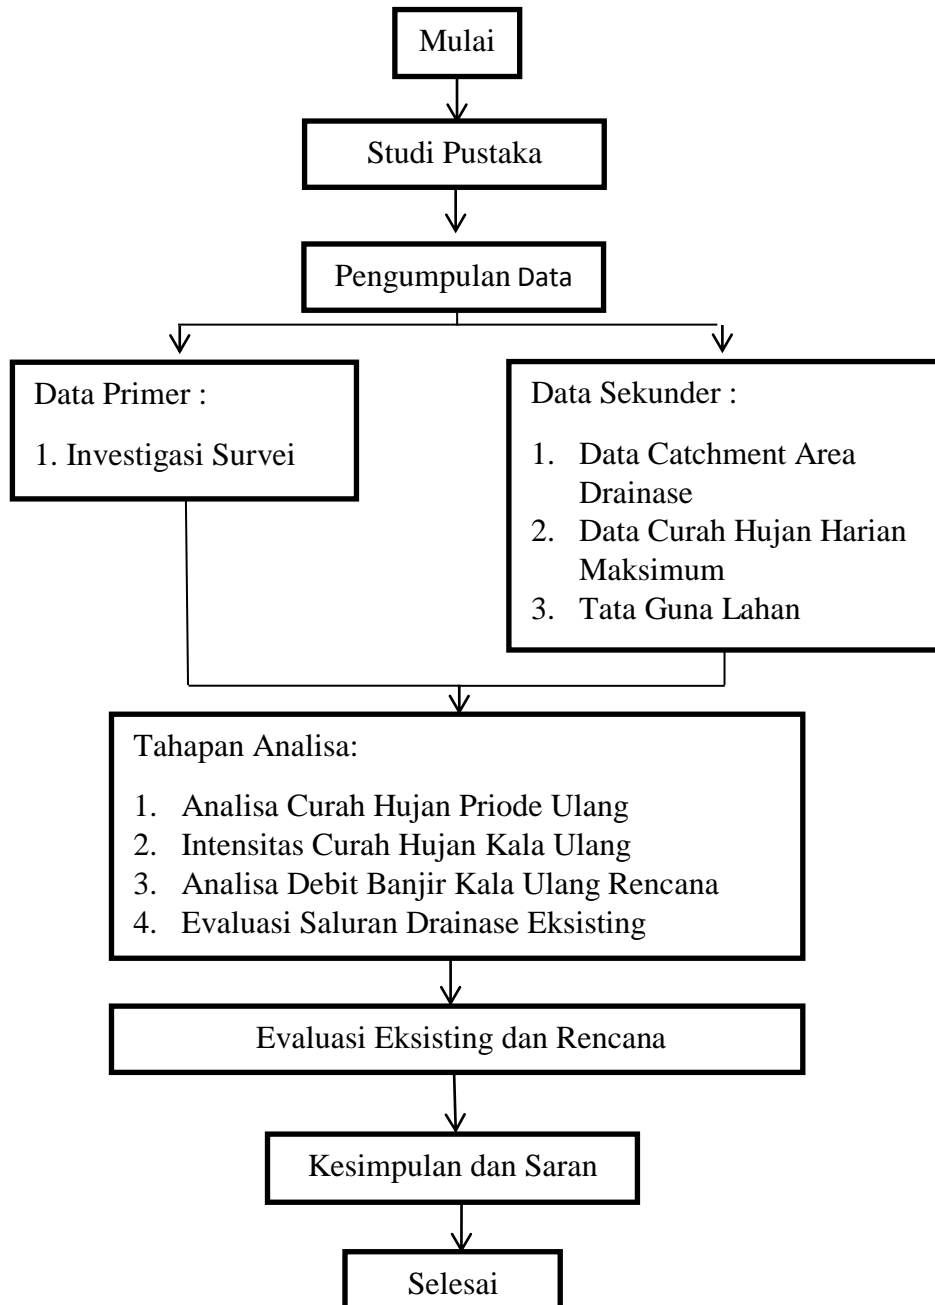 Mulai
Studi Pustaka
Pengumpulan Data
Data Primer :
1. Investigasi Survei
Data Sekunder :
1. Data Catchment Area
Drainase
2. Data Curah Hujan Harian
Maksimum
3. Tata Guna Lahan
Tahapan Analisa:
1. Analisa Curah Hujan Priode Ulang
2. Intensitas Curah Hujan Kala Ulang
3. Analisa Debit Banjir Kala Ulang Rencana
4. Evaluasi Saluran Drainase Eksisting
Evaluasi Eksisting dan Rencana
Kesimpulan dan Saran
Selesai